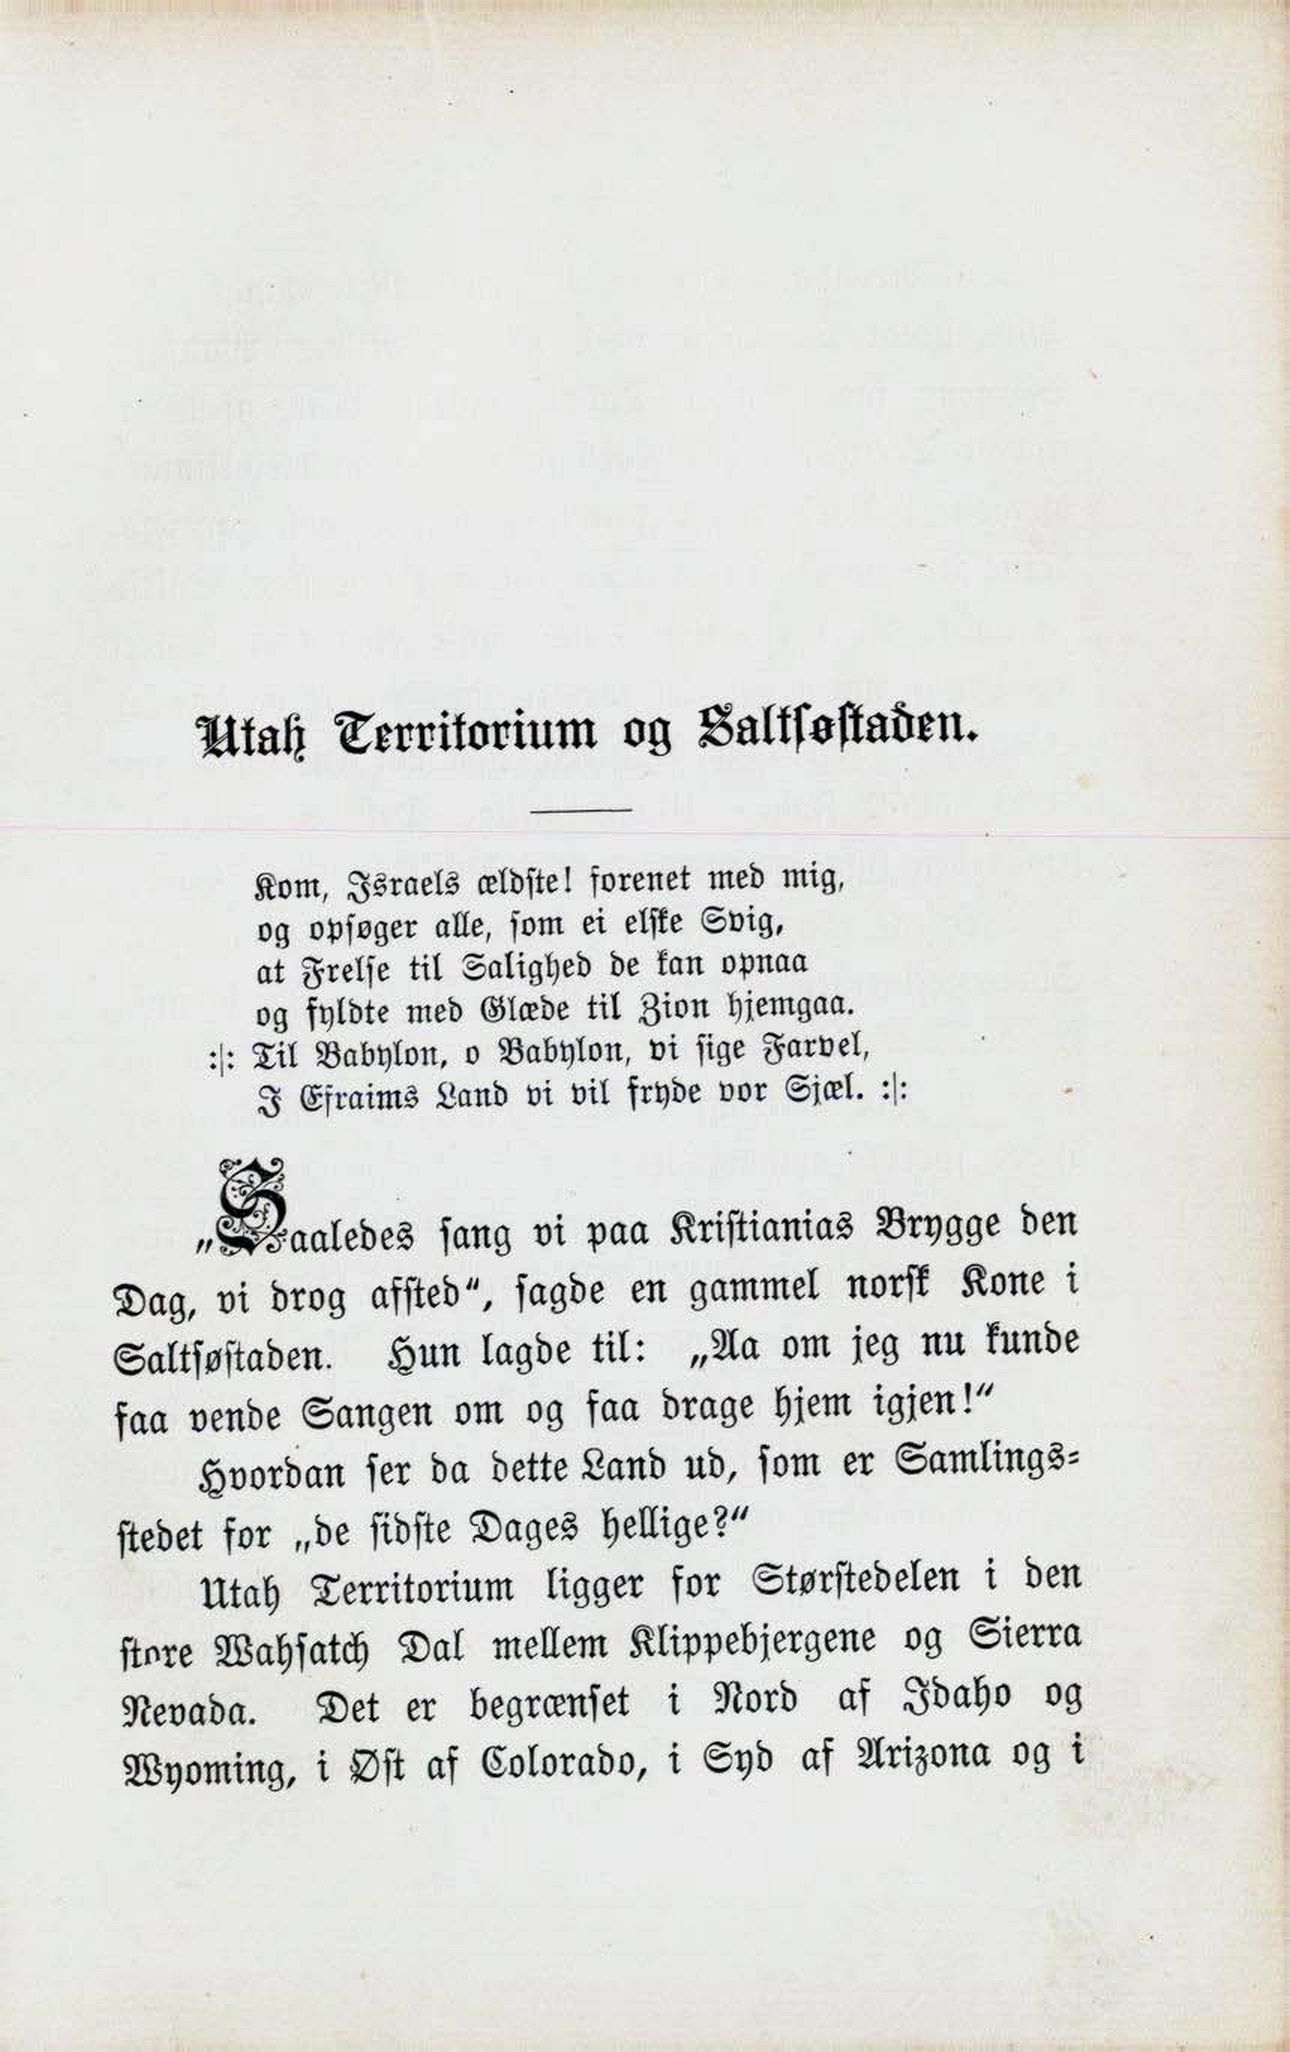 Utah Territorium og Saltsøstaden.
Kom, Israels ældste! forenet med mig,
og opsøger alle, som ei elske Svig,
at Frelse til Salighed de kan opnaa
og fyldte med Glæde til Zion hjemgaa.
:|: Til Babylon, o Babylon, vi sige Farvel,
I Efraims Land vi vil fryde vor Sjæl. :|:
„Saaledes sang vi paa Kristianias Brygge den
Dag, vi drog afsted“, sagde en gammel norsk Kone i
Saltsøstaden. Hun lagde til: „Aa om jeg nu kunde
faa vende Sangen om og faa drage hjem igjen!“
Hvordan ser da dette Land ud, som er Samlings-
stedet for „de sidste Dages hellige?“
Utah Territorium ligger for Størstedelen i den
store Wahsatch Dal mellem Klippebjergene og Sierra
Nevada. Det er begrænset i Nord af Idaho og
Wyoming, i Øst af Colorado, i Syd af Arizona og i